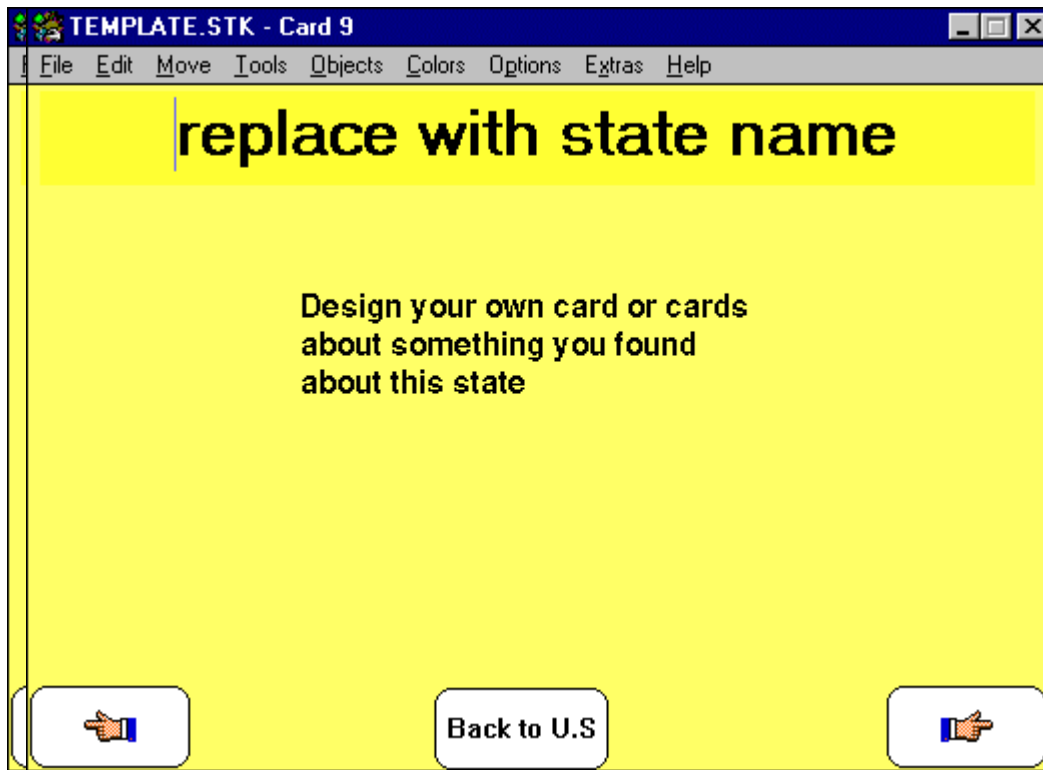 TEMPLATE.STK - Card 9
File Edit Move Tools Objects Colors Options Extras Help
replace with state name
Design your own card or cards
about something you found
about this state
Back to U.S